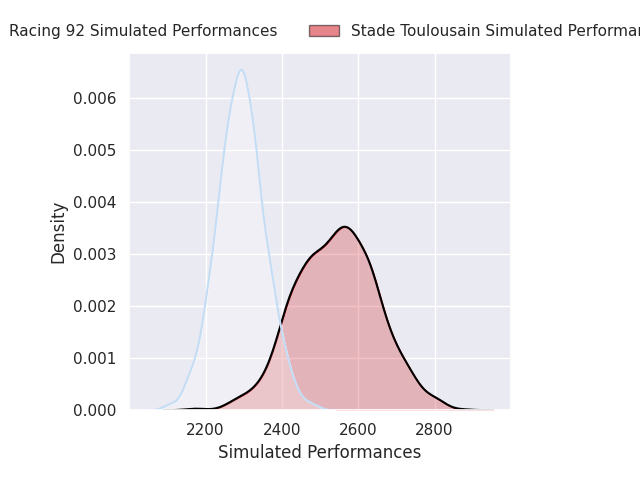 Racing 92 Simulated Performances
Stade Toulousain Simulated Performa
0.006
0.005
0.004
0.003
0.002
0.001
0.000
Density
2200 2400 2600 2800
Simulated Performances